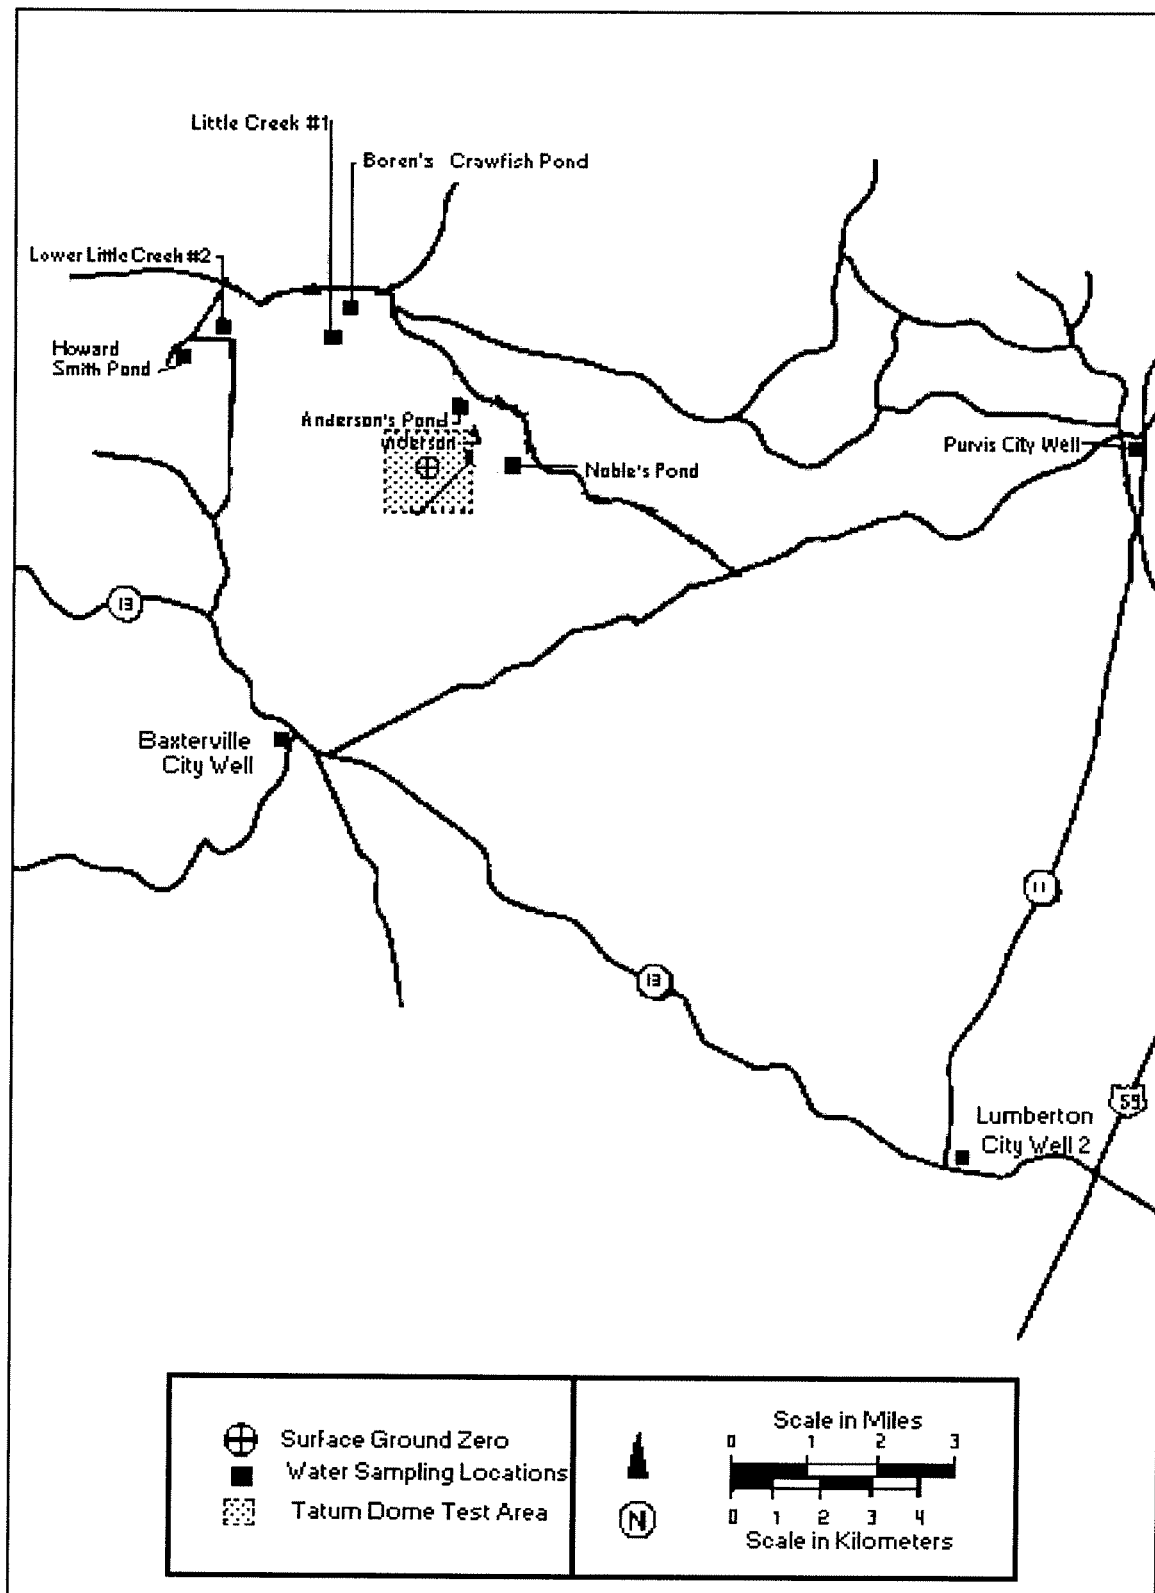 Little Creek #1
Boren's Crawfish Pond
Lower Little Creek #2
Howard
Smith Pond
Anderson's Pond
Anderson
Noble's Pond
Purvis City Well
13
Baxterville
City Well
11
13
59
Lumberton
City Well 2
Surface Ground Zero
Water Sampling Locations
Tatum Dome Test Area
N
Scale in Miles
0 1 2 3
0 1 2 3 4
Scale in Kilometers